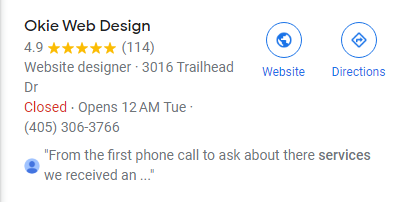 Okie Web Design
4.9 ★★★★★ (114)
Website designer · 3016 Trailhead
Dr
Closed · Opens 12 AM Tue ·
(405) 306-3766
Website
Directions
"From the first phone call to ask about there services
we received an ..."